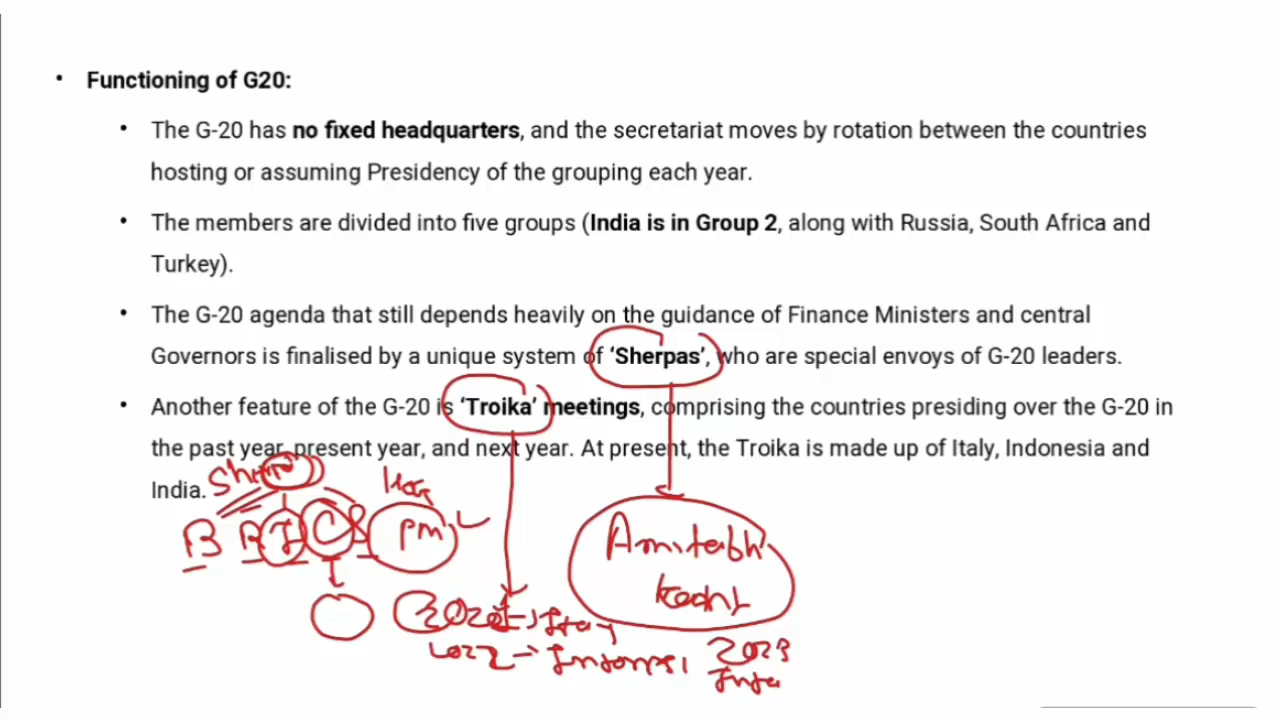 • Functioning of G20:
• The G-20 has no fixed headquarters, and the secretariat moves by rotation between the countries
hosting or assuming Presidency of the grouping each year.
• The members are divided into five groups (India is in Group 2, along with Russia, South Africa and
Turkey).
• The G-20 agenda that still depends heavily on the guidance of Finance Ministers and central
Governors is finalised by a unique system of ‘Sherpas’, who are special envoys of G-20 leaders.
• Another feature of the G-20 is ‘Troika’ meetings, comprising the countries presiding over the G-20 in
the past year, present year, and next year. At present, the Troika is made up of Italy, Indonesia and
India.
B R I C S PM
Amitabh
2023